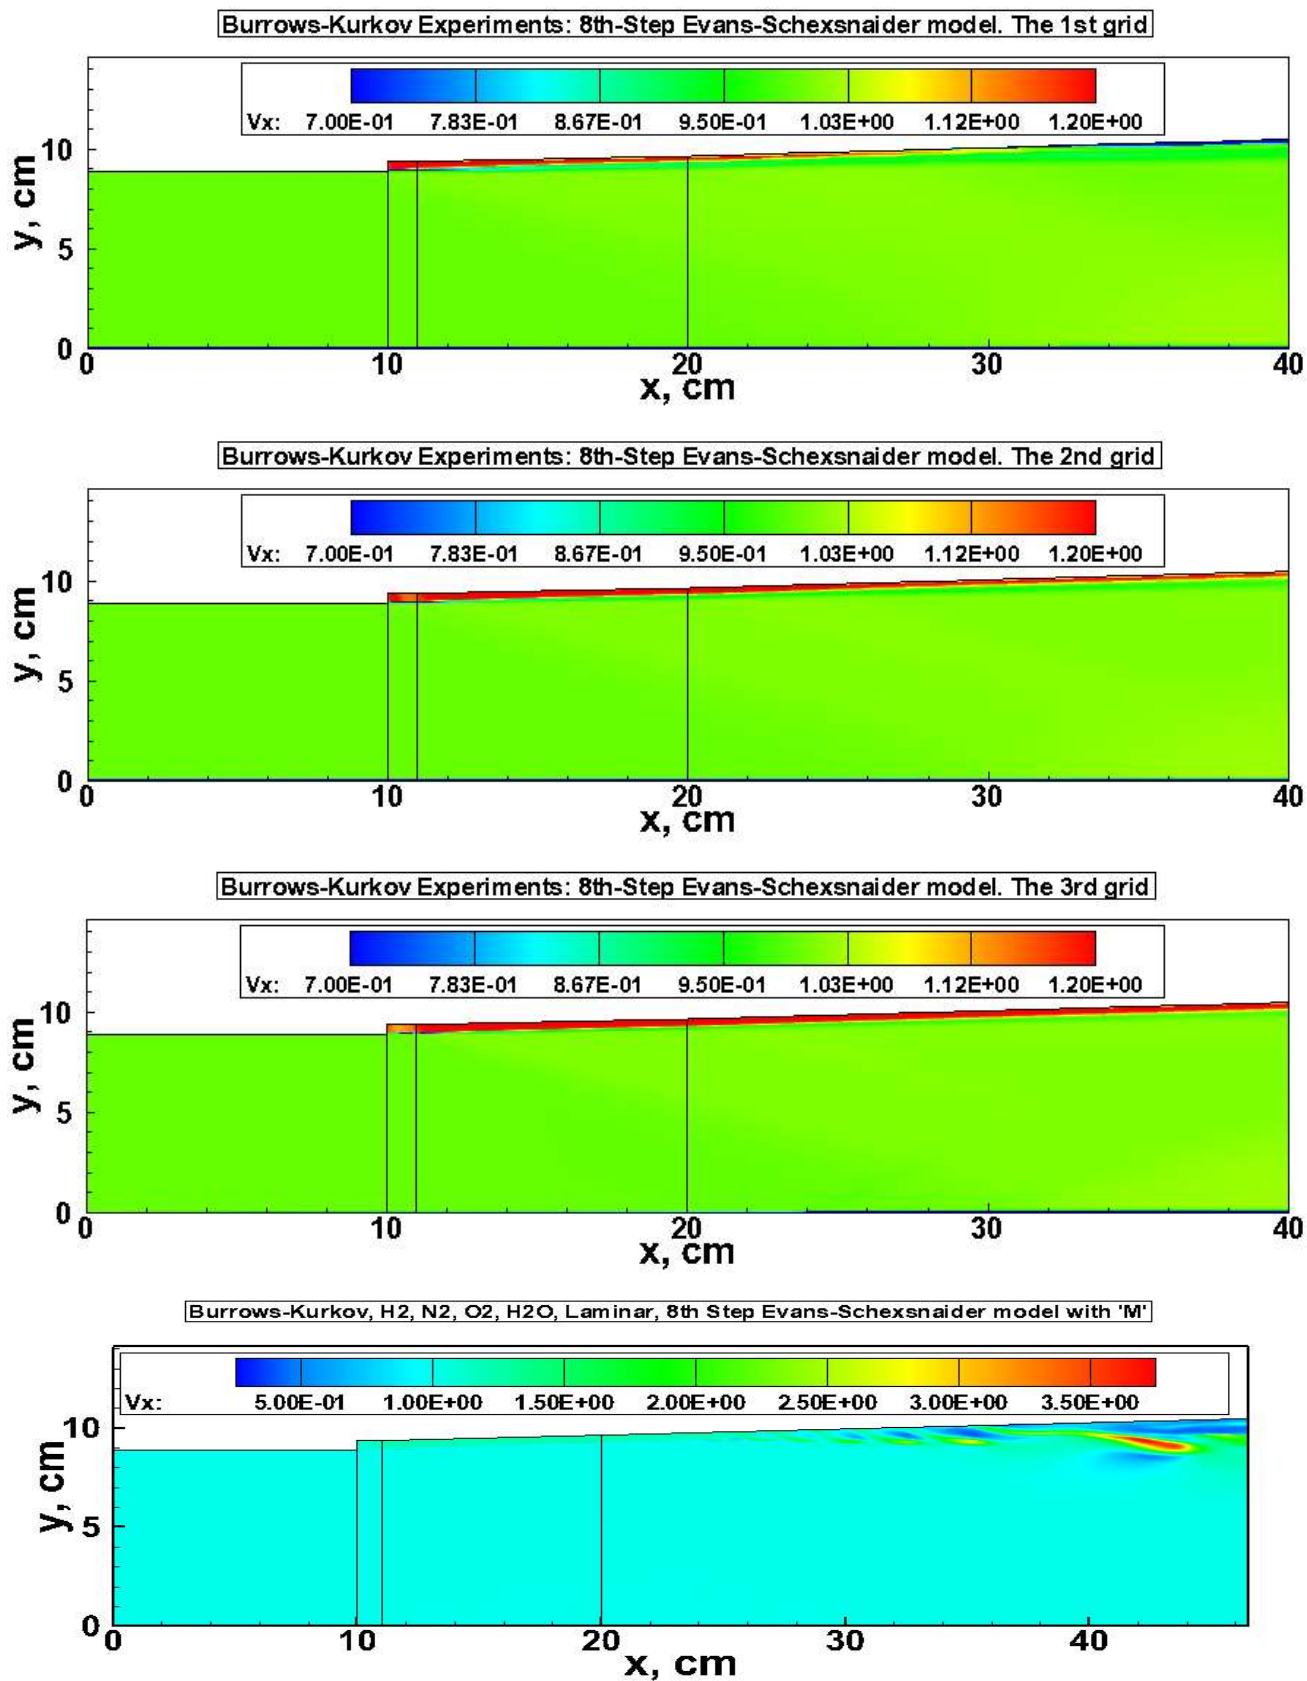 Burrows-Kurkov Experiments: 8th-Step Evans-Schexsnaider model. The 1st grid
Vx: 7.00E-01 7.83E-01 8.67E-01 9.50E-01 1.03E+00 1.12E+00 1.20E+00
10
5
0
y, cm
0 10 20 30 40
x, cm
Burrows-Kurkov Experiments: 8th-Step Evans-Schexsnaider model. The 2nd grid
Vx: 7.00E-01 7.83E-01 8.67E-01 9.50E-01 1.03E+00 1.12E+00 1.20E+00
10
5
0
y, cm
0 10 20 30 40
x, cm
Burrows-Kurkov Experiments: 8th-Step Evans-Schexsnaider model. The 3rd grid
Vx: 7.00E-01 7.83E-01 8.67E-01 9.50E-01 1.03E+00 1.12E+00 1.20E+00
10
5
0
y, cm
0 10 20 30 40
x, cm
Burrows-Kurkov, H2, N2, O2, H2O, Laminar, 8th Step Evans-Schexsnaider model with 'M'
Vx: 5.00E-01 1.00E+00 1.50E+00 2.00E+00 2.50E+00 3.00E+00 3.50E+00
10
5
0
y, cm
0 10 20 30 40
x, cm